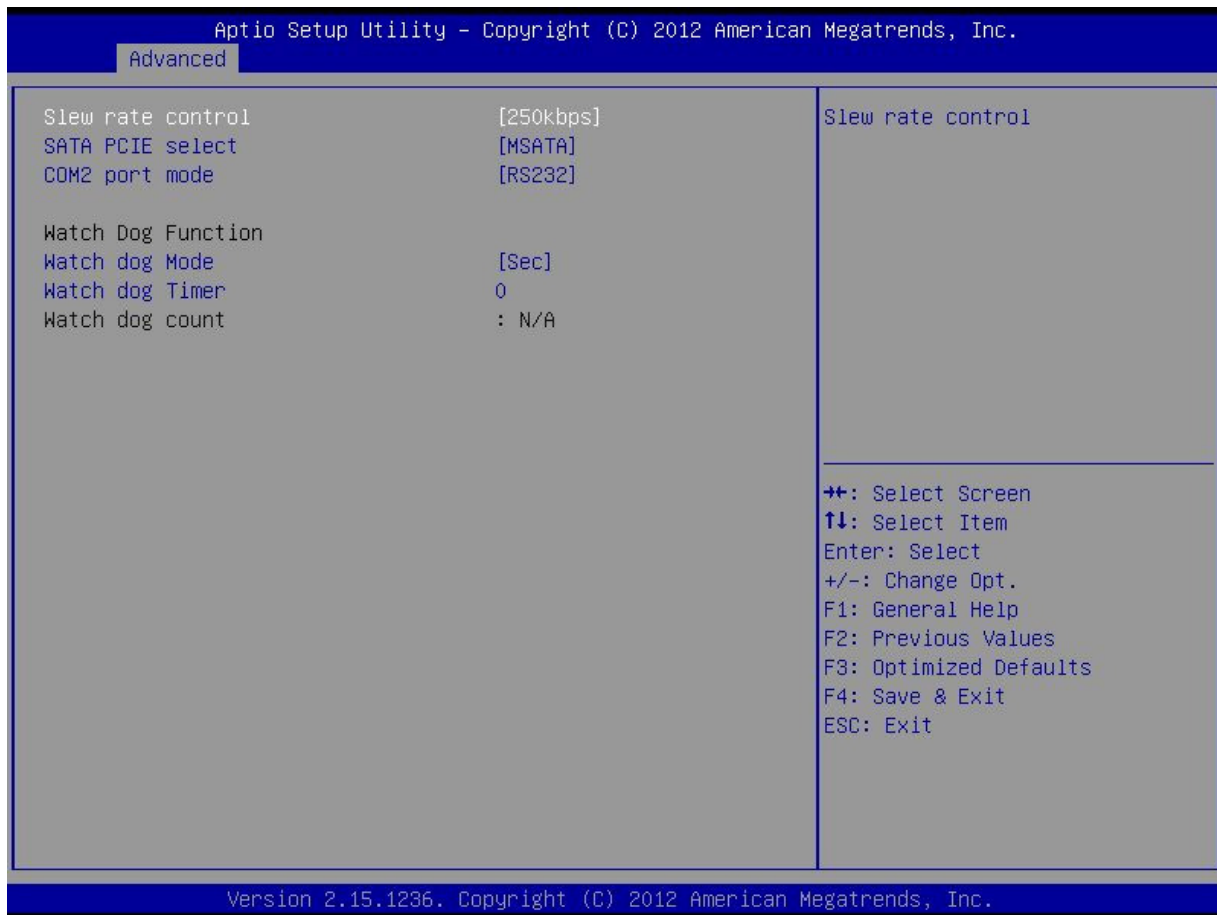 Aptio Setup Utility – Copyright (C) 2012 American Megatrends, Inc.
Advanced
Slew rate control [250kbps]
SATA PCIE select [MSATA]
COM2 port mode [RS232]
Watch Dog Function
Watch dog Mode [Sec]
Watch dog Timer 0
Watch dog count : N/A
Slew rate control
→←: Select Screen
↑↓: Select Item
Enter: Select
+/-: Change Opt.
F1: General Help
F2: Previous Values
F3: Optimized Defaults
F4: Save & Exit
ESC: Exit
Version 2.15.1236. Copyright (C) 2012 American Megatrends, Inc.